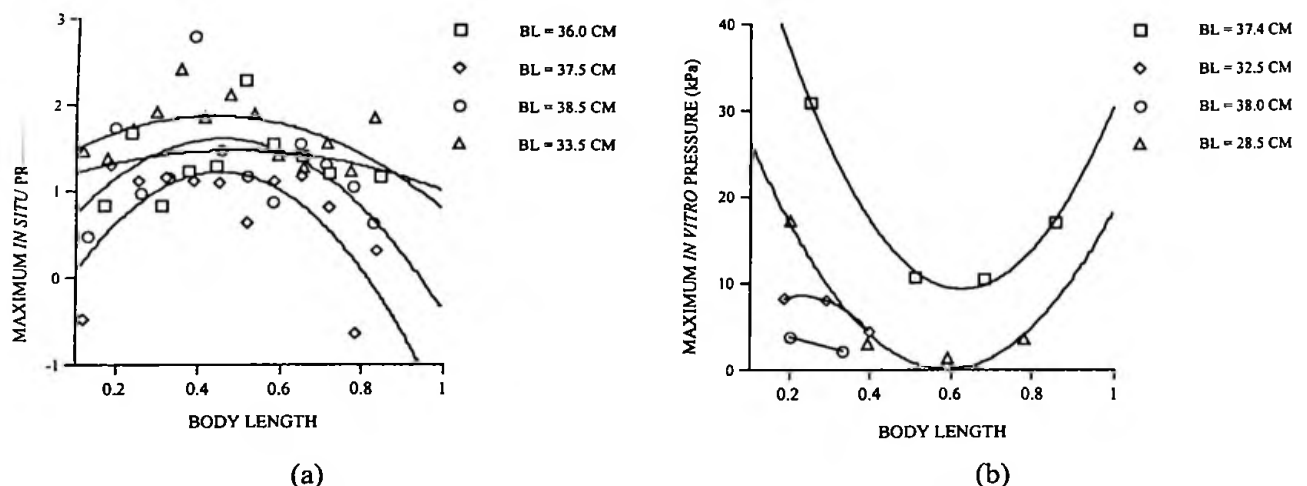 MAXIMUM IN SITU PR
3
2
1
0
-1
0.2 0.4 0.6 0.8 1
BODY LENGTH
BL = 36.0 CM
BL = 37.5 CM
BL = 38.5 CM
BL = 33.5 CM
(a)
MAXIMUM IN VITRO PRESSURE (kPa)
40
30
20
10
0
0.2 0.4 0.6 0.8 1
BODY LENGTH
BL = 37.4 CM
BL = 32.5 CM
BL = 38.0 CM
BL = 28.5 CM
(b)